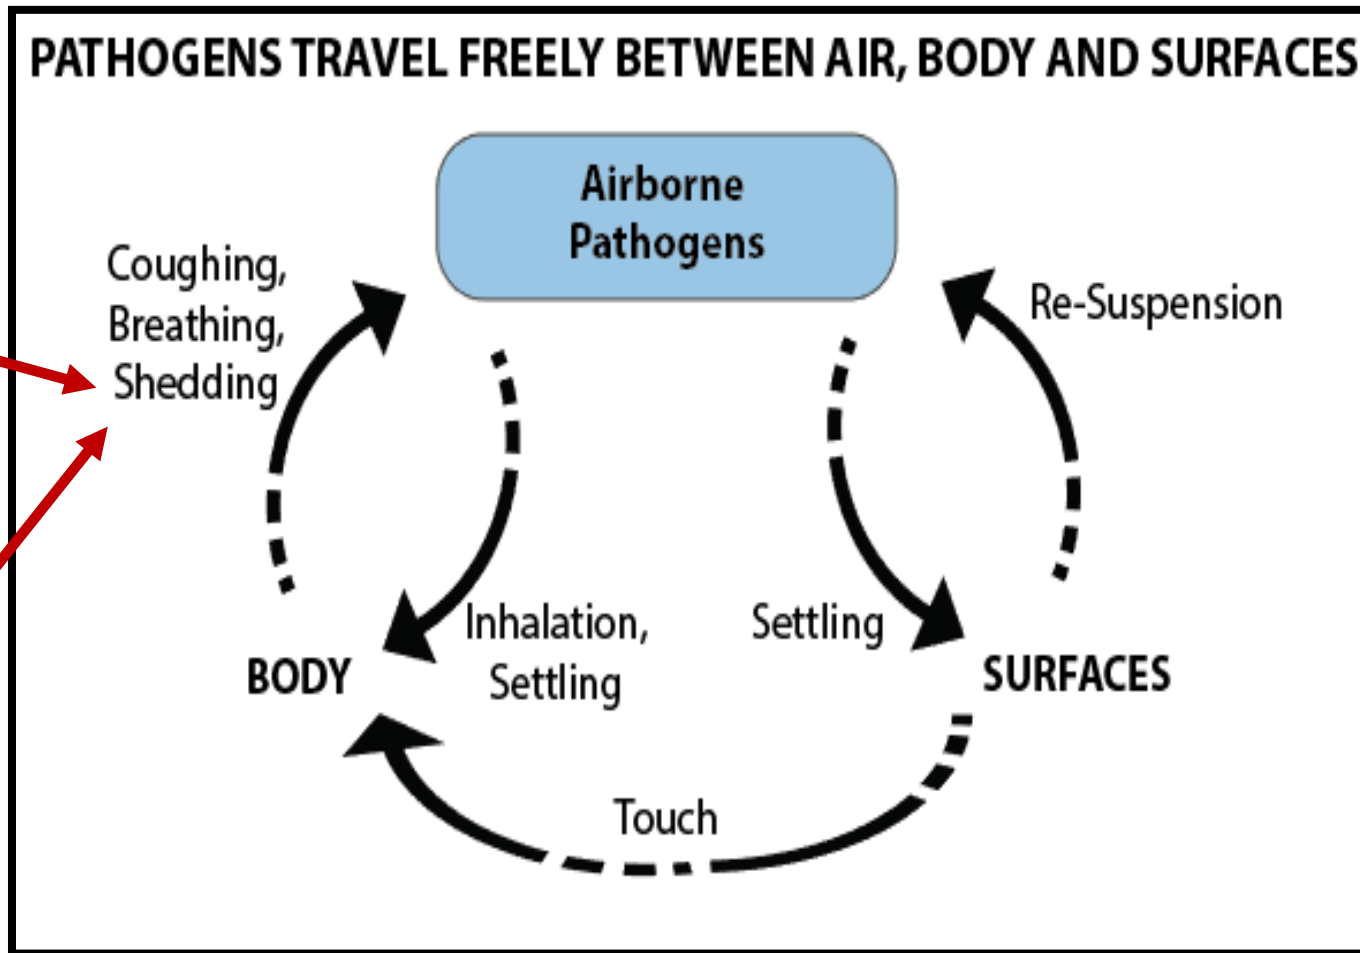 PATHOGENS TRAVEL FREELY BETWEEN AIR, BODY AND SURFACES
Airborne
Pathogens
Coughing,
Breathing,
Shedding
Re-Suspension
Inhalation,
Settling
Settling
BODY
SURFACES
Touch